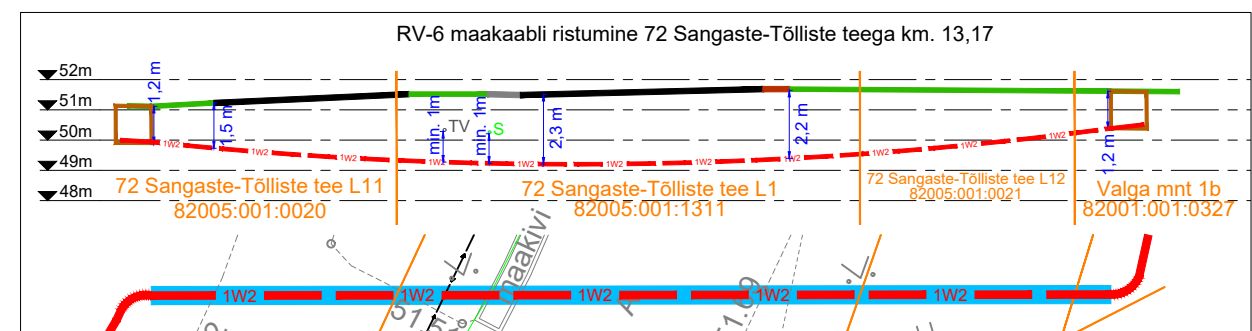 RV-6 maakaabli ristumine 72 Sangaste-Tõlliste teega km. 13,17
52m
51m
50m
49m
48m
1,2 m
1,5 m
min. 1m
TV
min. 1m
S
2,3 m
2,2 m
1,2 m
1W2 1W2 1W2 1W2 1W2 1W2 1W2 1W2
72 Sangaste-Tõlliste tee L11
82005:001:0020
72 Sangaste-Tõlliste tee L1
82005:001:1311
72 Sangaste-Tõlliste tee L12
82005:001:0021
Valga mnt 1b
82001:001:0327
maakivi
.L.
.L.
A
1W2 1W2 1W2 1W2 1W2